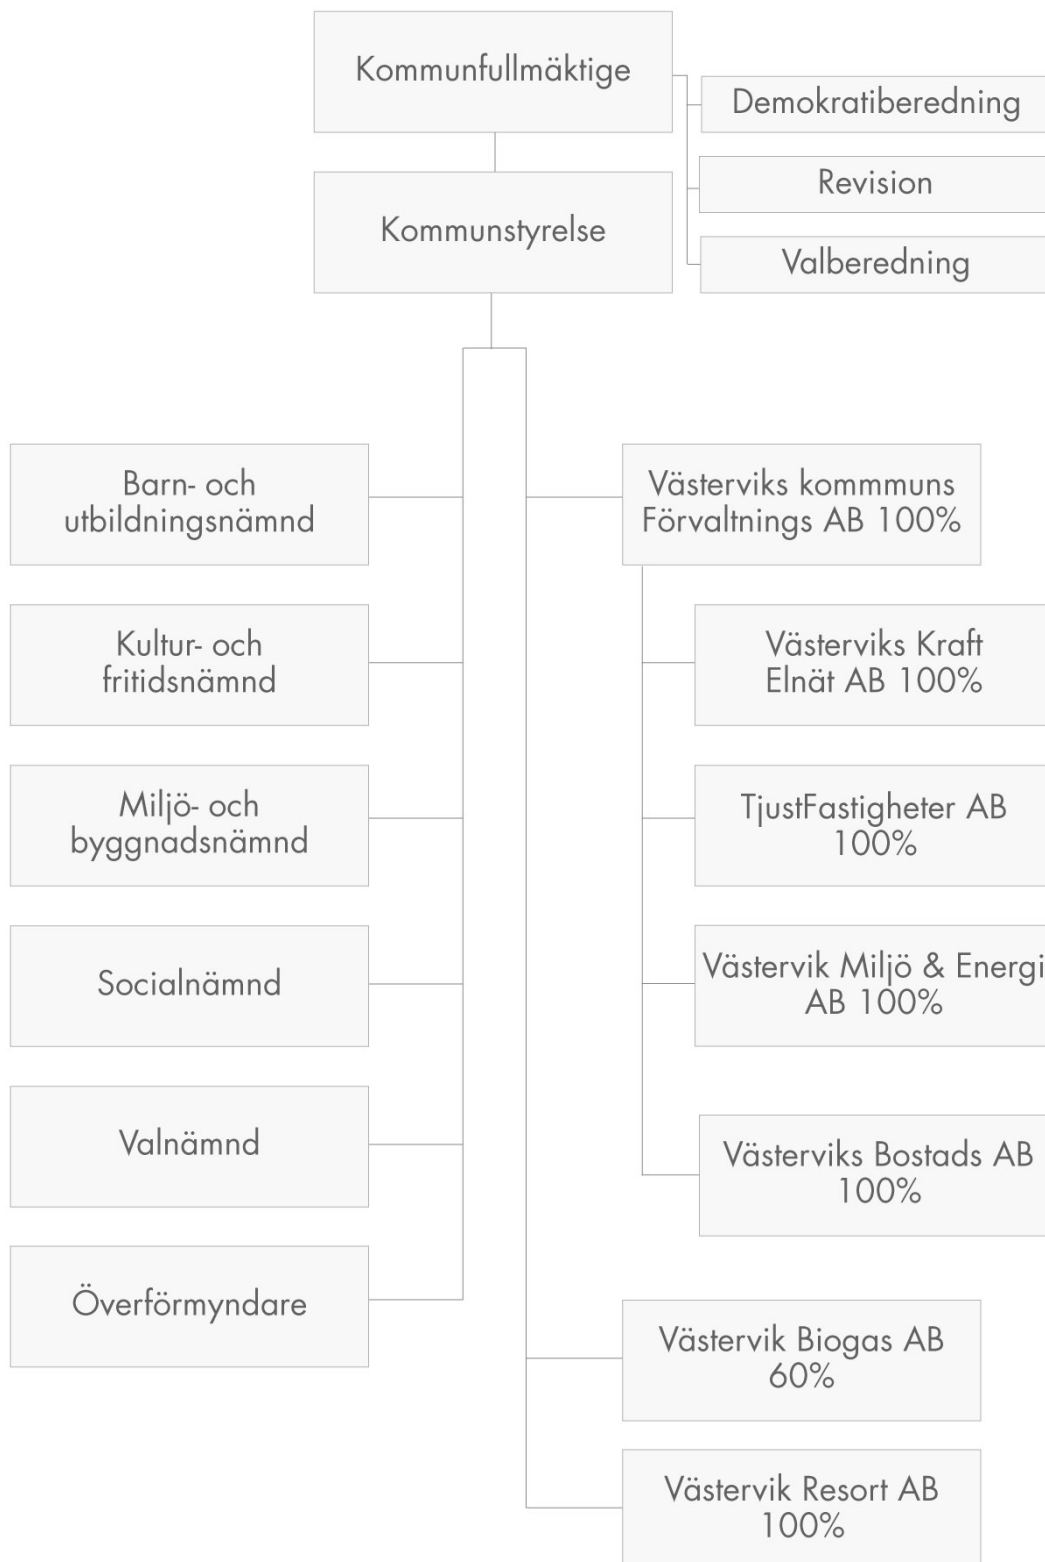 Kommunfullmäktige
Demokratiberedning
Revision
Kommunstyrelse
Valberedning
Barn- och
utbildningsnämnd
Kultur- och
fritidsnämnd
Miljö- och
byggnadsnämnd
Socialnämnd
Valnämnd
Överförmyndare
Västerviks kommmuns
Förvaltnings AB 100%
Västerviks Kraft
Elnät AB 100%
TjustFastigheter AB
100%
Västervik Miljö & Energi
AB 100%
Västerviks Bostads AB
100%
Västervik Biogas AB
60%
Västervik Resort AB
100%